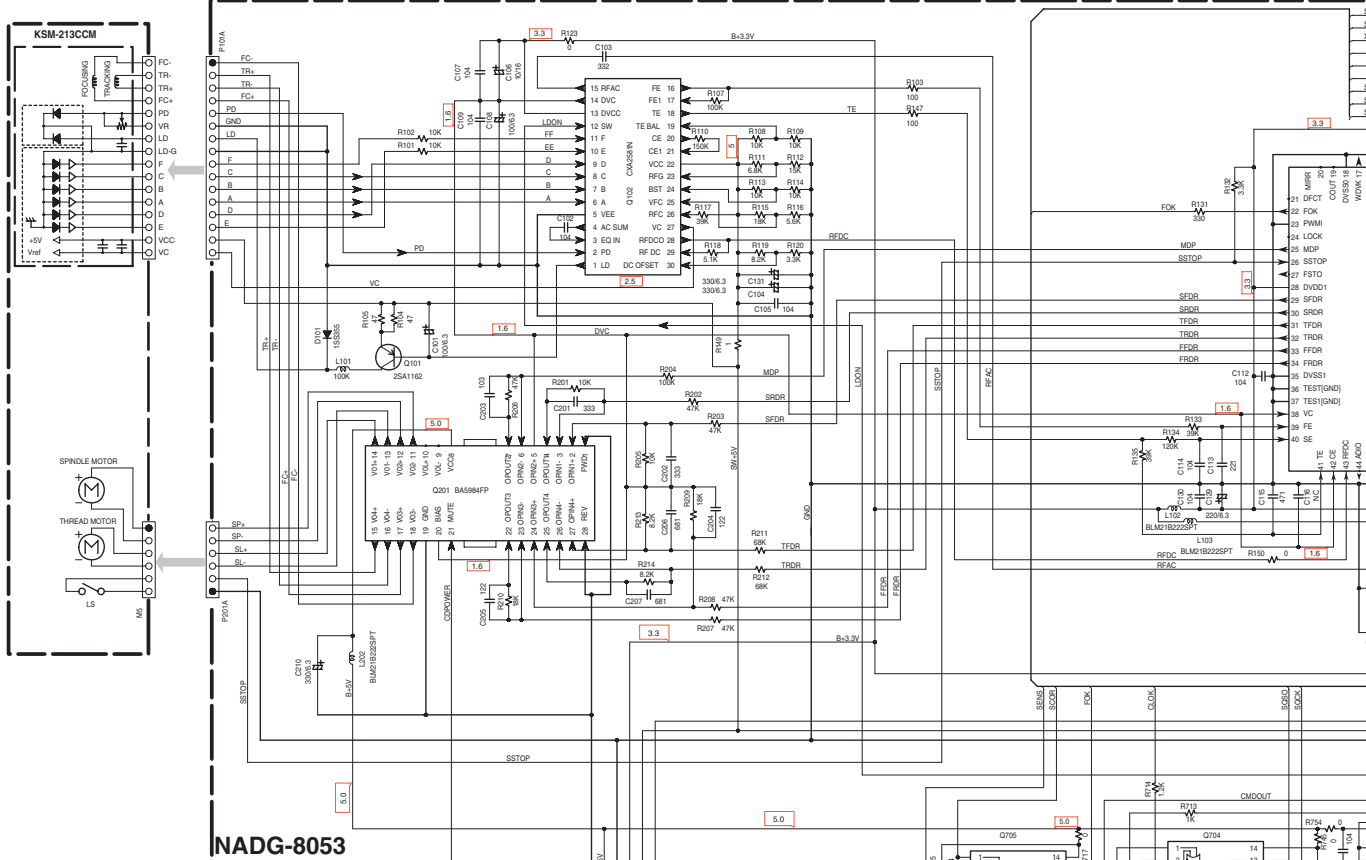 KSM-213CCM
FOCUSING
TRACKING
FC-
TR-
TR+
FC+
PD
VR
LD
LD-G
F
C
B
A
D
E
VCC
VC
+5V
Vref
P101A
FC-
TR+
TR-
FC+
PD
GND
LD
F
C
B
A
D
E
SPINDLE MOTOR
THREAD MOTOR
LS
M5
P201A
SP+
SP-
SL+
SL-
SSTOP
NADG-8053
3.3
R123
0
B+3.3V
C103
332
C107
104
C106
10/16
1.6
C109
104
C108
100/6.3
R102
10K
R101
10K
LDON
FF
EE
D
C
B
A
C102
104
PD
VC
15 RFAC
14 DVC
13 DVCC
12 SW
11 F
10 E
9 D
8 C
7 B
6 A
5 VEE
4 AC SUM
3 EQ IN
2 PD
1 LD
Q102
CXA2581N
FE 16
FE1 17
TE 18
TE BAL 19
CE 20
CE1 21
VCC 22
RFG 23
BST 24
VFC 25
RFC 26
VC 27
RFDCO 28
RF DC 29
DC OFSET 30
2.5
R107
100K
R110
150K
5
R108
10K
R109
10K
R111
6.8K
R112
15K
R113
10K
R114
10K
R117
39K
R115
18K
R116
5.6K
R118
5.1K
R119
8.2K
R120
3.3K
330/6.3
330/6.3
C131
C104
C105
104
R103
100
TE
R147
100
RFDC
MDP
SSTOP
SFDR
SRDR
TFDR
TRDR
FFDR
FRDR
FOK
R131
330
R132
3.3K
3.3
3.3
21 DFCT
22 FOK
23 PWMI
24 LOCK
25 MDP
26 SSTOP
27 FSTO
28 DVDD1
29 SFDR
30 SRDR
31 TFDR
32 TRDR
33 FFDR
34 FRDR
35 DVSS1
36 TEST[GND]
37 TES1[GND]
38 VC
39 FE
40 SE
MIRR
20
COUT 19
DVSS0 18
WDVK 17
41 TE
42 CE
43 RFDC
44 ADIO
C112
104
1.6
R133
39K
R134
120K
R135
39K
C114
104
C113
221
C130
104
C129
220/6.3
C115
471
C116
NC
L102
BLM21B222SPT
L103
BLM21B222SPT
RFDC
R150
0
1.6
RFAC
D101
1SS355
R105
47
R104
47
C101
100/6.3
L101
100K
Q101
2SA1162
TR+
TR-
1.6
DVC
R149
1
SW+5V
LDON
SSTOP
RFAC
C203
103
R206
47K
R201
10K
C201
333
R204
100K
MDP
R202
47K
SRDR
R203
47K
SFDR
5.0
Q201 BA5984FP
V01+ 14
V01- 13
V02+ 12
V02- 11
VOL+ 10
VOL- 9
VCC8
OPOUT2 7
OPIN2- 6
OPIN2+ 5
OPOUT1 4
OPIN1- 3
OPIN1+ 2
FWD 1
15 V04+
16 V04-
17 V03+
18 V03-
19 GND
20 BIAS
21 MUTE
22 OPOUT3
23 OPIN3-
24 OPIN3+
25 OPOUT4
26 OPIN4-
27 OPIN4+
28 REV
R205
10K
C202
333
R213
8.2K
C206
681
R209
18K
C204
122
GND
R211
68K
TFDR
R212
68K
TRDR
FFDR
FRDR
FC+
FC-
1.6
CDPOWER
C205
122
R210
18K
R214
8.2K
C207
681
R208
47K
R207
47K
3.3
B+3.3V
C210
330/6.3
L202
BLM21B222SPT
B+5V
SSTOP
5.0
5.0
SENS
SCOR
FOK
CLOK
SQSO
SQCK
R714
1.2K
CMDOUT
R713
1K
5.0
Q705
1
14
Q704
1
14
R754
0
R745
0
104